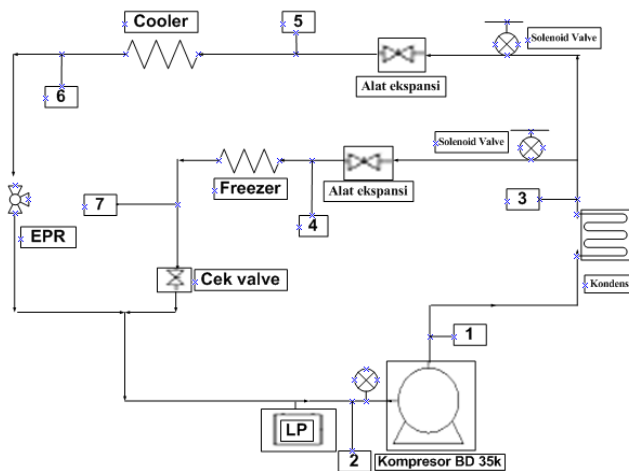 Cooler
5
Solenoid Valve
Alat ekspansi
6
Solenoid Valve
Freezer
Alat ekspansi
3
7
4
EPR
Cek valve
Kondens
1
LP
2
Kompresor BD 35k